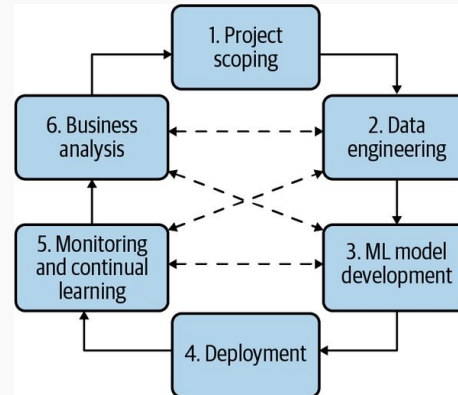 1. Project
scoping
2. Data
engineering
3. ML model
development
4. Deployment
5. Monitoring
and continual
learning
6. Business
analysis